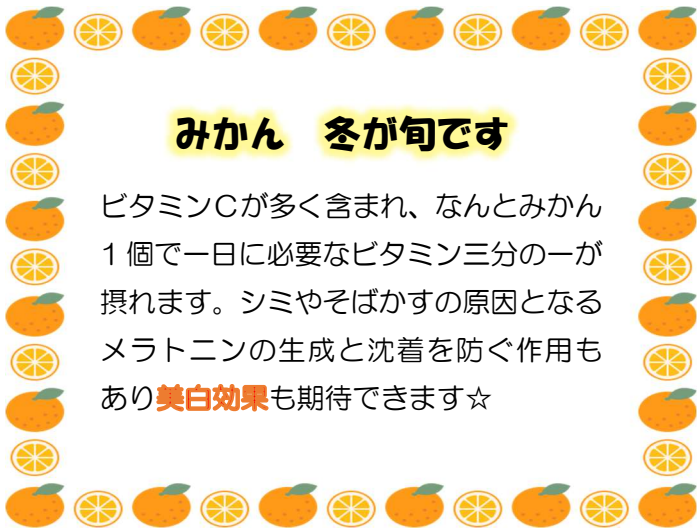 みかん　冬が旬です
ビタミンＣが多く含まれ、なんとみかん
1個で一日に必要なビタミン三分の一が
摂れます。シミやそばかすの原因となる
メラトニンの生成と沈着を防ぐ作用も
あり美白効果も期待できます☆